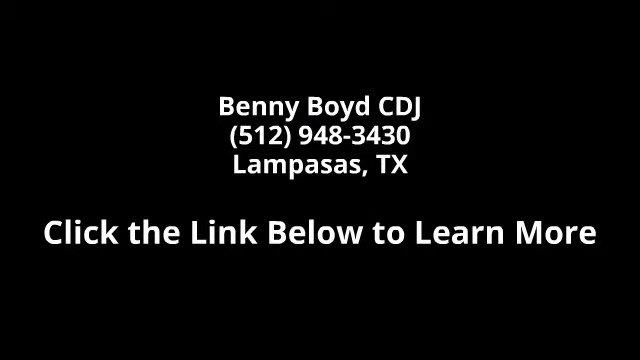 Benny Boyd CDJ
(512) 948-3430
Lampasas, TX
Click the Link Below to Learn More